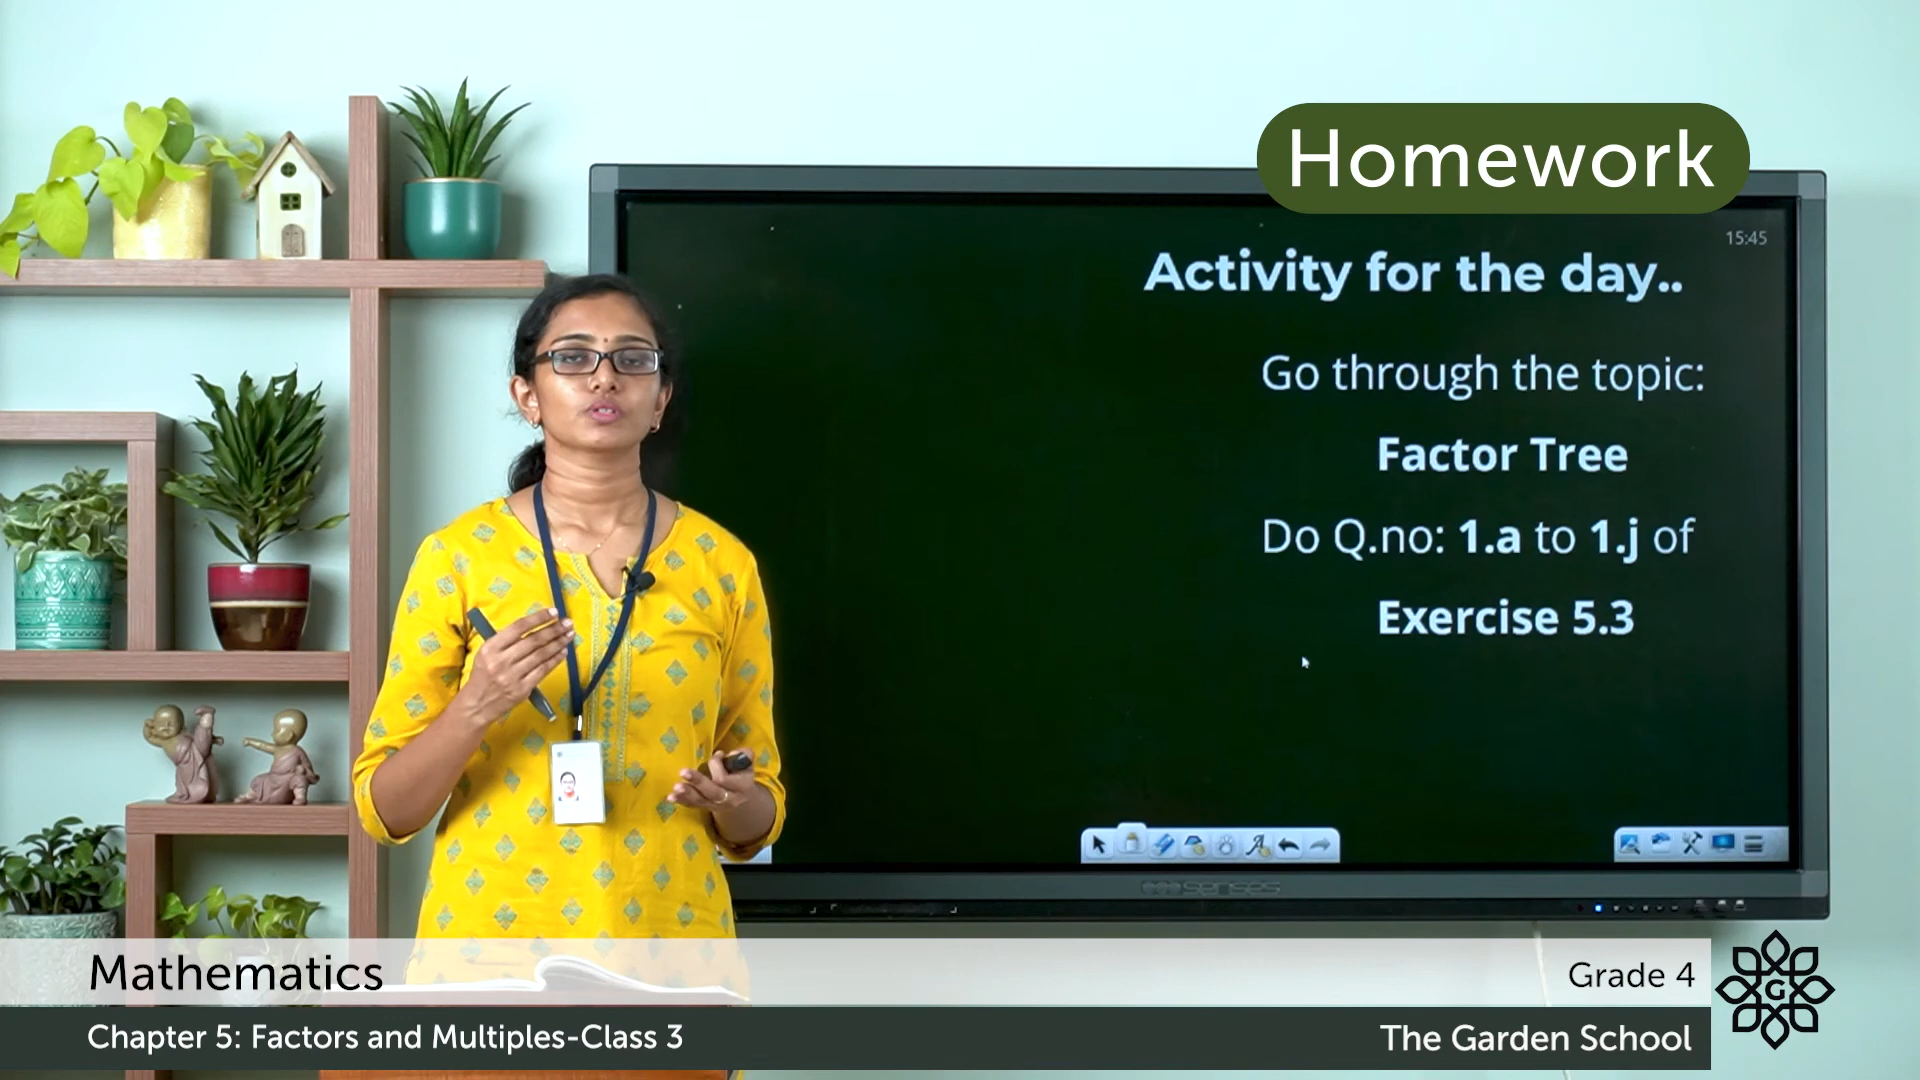 Homework
15:45
Activity for the day..
Go through the topic:
Factor Tree
Do Q.no: 1.a to 1.j of
Exercise 5.3
Mathematics
Grade 4
G
Chapter 5: Factors and Multiples-Class 3
The Garden School